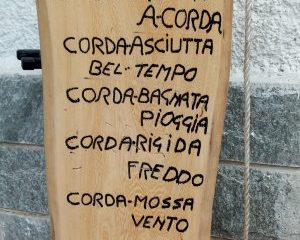 A-CORDA
CORDA-ASCIUTTA
BEL-TEMPO
CORDA-BAGNATA
PIOGGIA
CORDA-RIGIDA
FREDDO
CORDA-MOSSA
VENTO